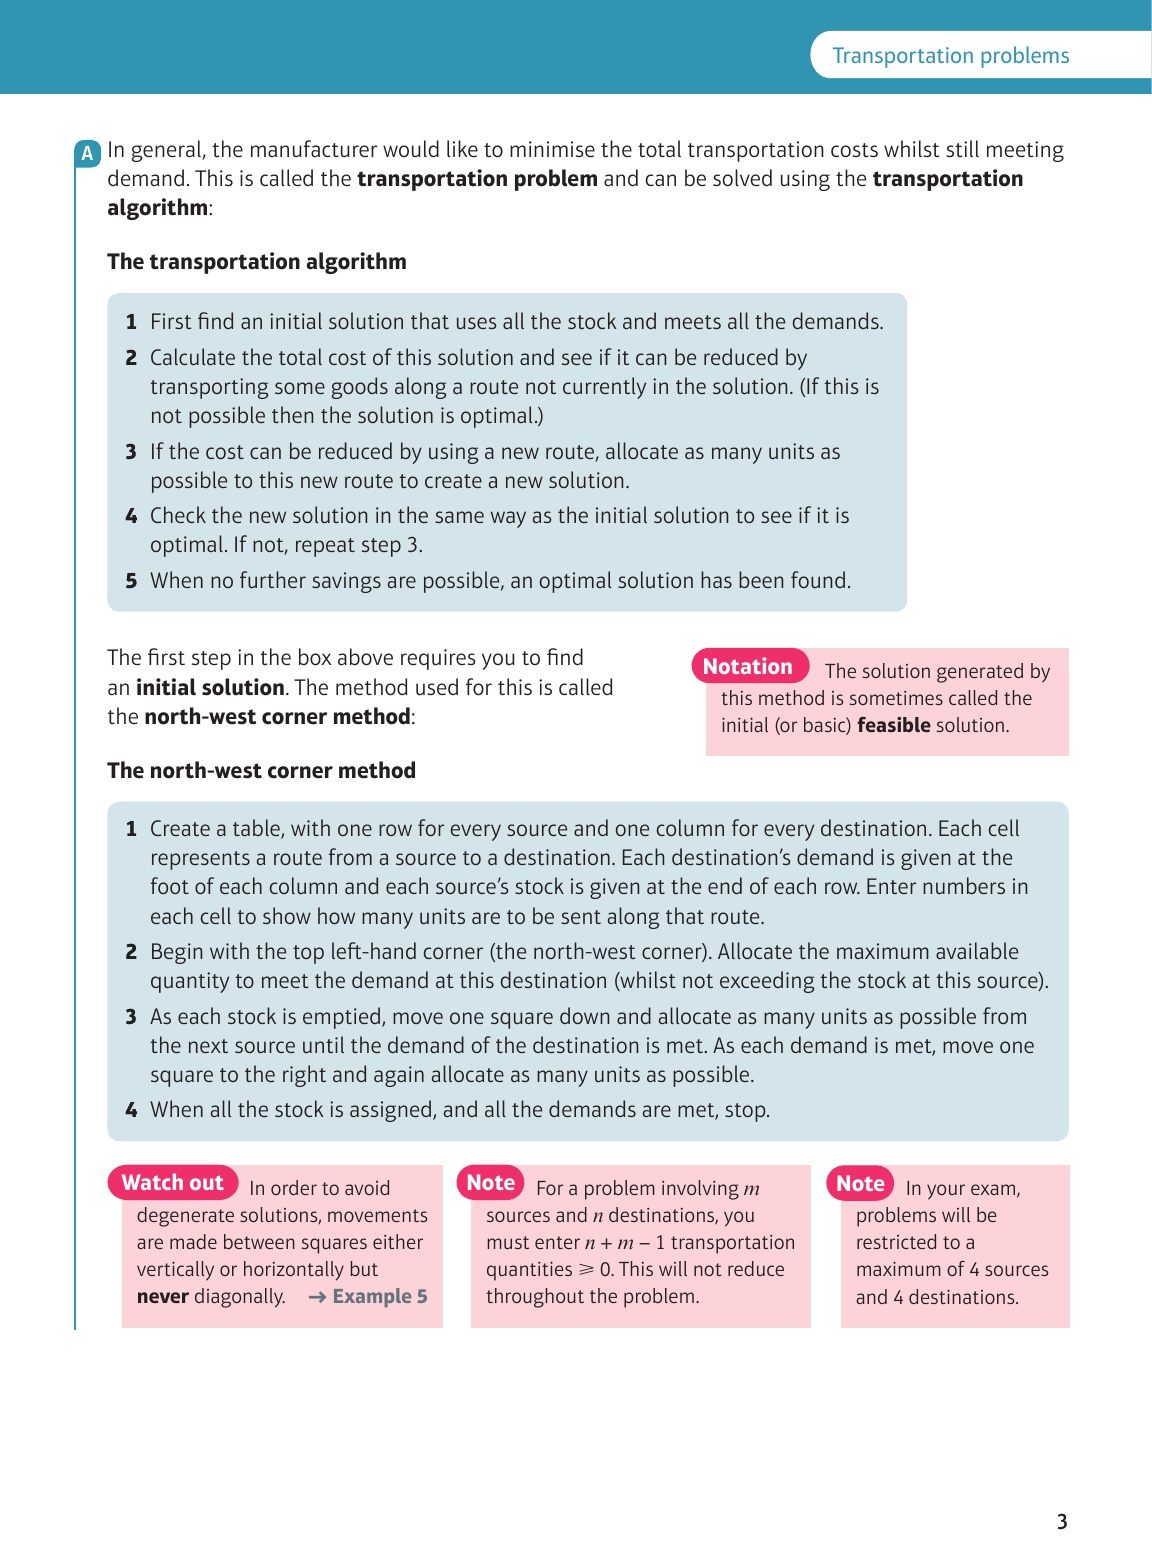 Transportation problems
A
In general, the manufacturer would like to minimise the total transportation costs whilst still meeting
demand. This is called the transportation problem and can be solved using the transportation
algorithm:
The transportation algorithm
1 First find an initial solution that uses all the stock and meets all the demands.
2 Calculate the total cost of this solution and see if it can be reduced by
transporting some goods along a route not currently in the solution. (If this is
not possible then the solution is optimal.)
3 If the cost can be reduced by using a new route, allocate as many units as
possible to this new route to create a new solution.
4 Check the new solution in the same way as the initial solution to see if it is
optimal. If not, repeat step 3.
5 When no further savings are possible, an optimal solution has been found.
The first step in the box above requires you to find
an initial solution. The method used for this is called
the north-west corner method:
Notation The solution generated by
this method is sometimes called the
initial (or basic) feasible solution.
The north-west corner method
1 Create a table, with one row for every source and one column for every destination. Each cell
represents a route from a source to a destination. Each destination's demand is given at the
foot of each column and each source's stock is given at the end of each row. Enter numbers in
each cell to show how many units are to be sent along that route.
2 Begin with the top left-hand corner (the north-west corner). Allocate the maximum available
quantity to meet the demand at this destination (whilst not exceeding the stock at this source).
3 As each stock is emptied, move one square down and allocate as many units as possible from
the next source until the demand of the destination is met. As each demand is met, move one
square to the right and again allocate as many units as possible.
4 When all the stock is assigned, and all the demands are met, stop.
Watch out In order to avoid
degenerate solutions, movements
are made between squares either
vertically or horizontally but
never diagonally. → Example 5
Note For a problem involving m
sources and n destinations, you
must enter n + m − 1 transportation
quantities ⩾ 0. This will not reduce
throughout the problem.
Note In your exam,
problems will be
restricted to a
maximum of 4 sources
and 4 destinations.
3